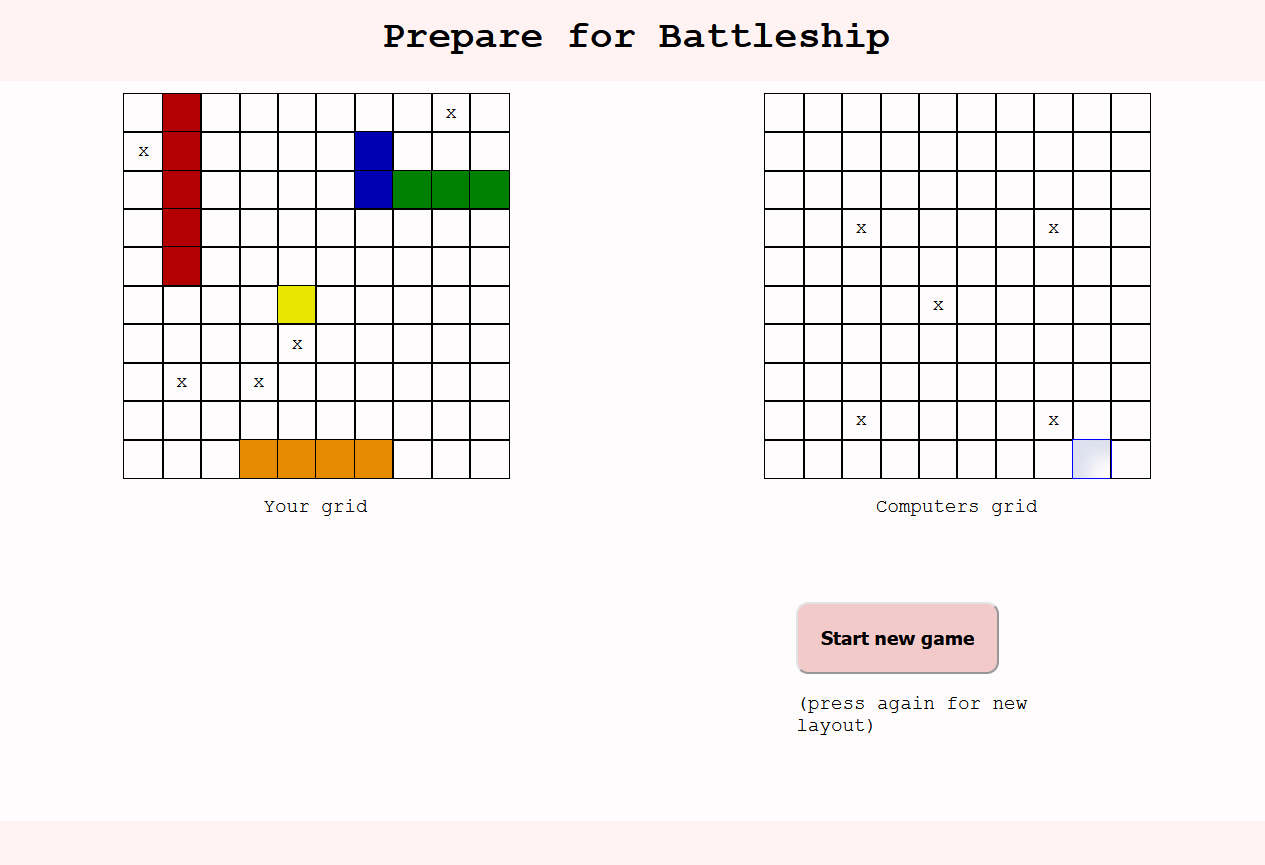 Prepare for Battleship
x
x
x x
x
x
x x
x x
Your grid
Computers grid
Start new game
(press again for new
layout)